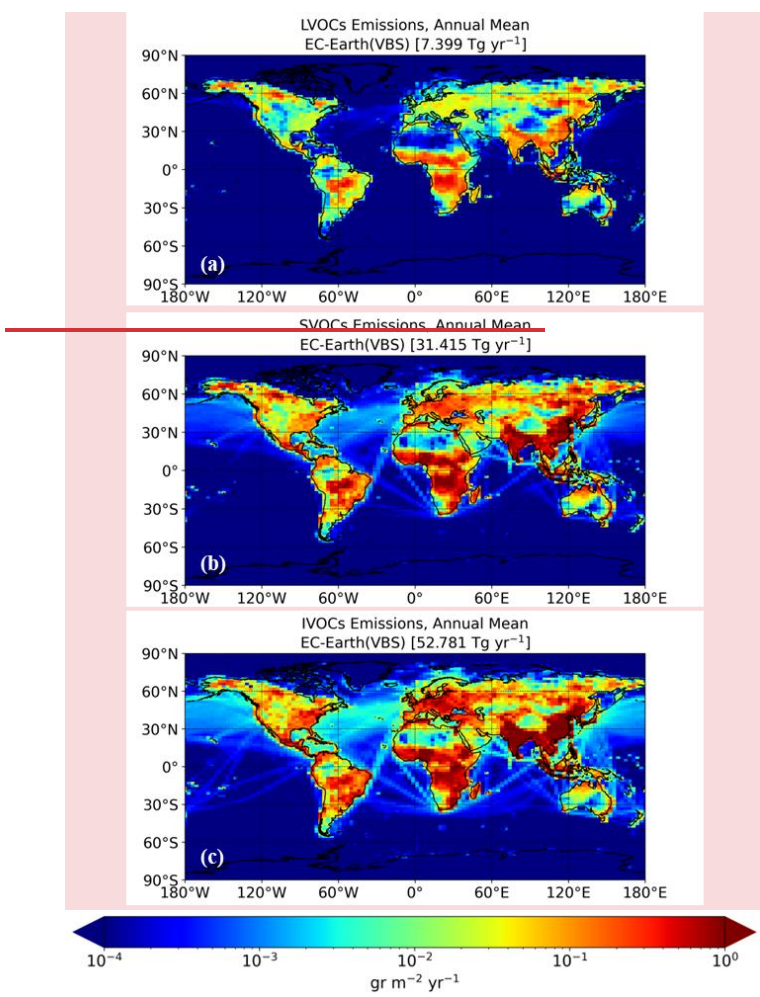 LVOCs Emissions, Annual Mean
EC-Earth(VBS) [7.399 Tg yr⁻¹]
90°N
60°N
30°N
0°
30°S
60°S
(a)
90°S
180°W 120°W 60°W 0° 60°E 120°E 180°E
SVOCs Emissions, Annual Mean
EC-Earth(VBS) [31.415 Tg yr⁻¹]
90°N
60°N
30°N
0°
30°S
60°S
(b)
90°S
180°W 120°W 60°W 0° 60°E 120°E 180°E
IVOCs Emissions, Annual Mean
EC-Earth(VBS) [52.781 Tg yr⁻¹]
90°N
60°N
30°N
0°
30°S
60°S
(c)
90°S
180°W 120°W 60°W 0° 60°E 120°E 180°E
10⁻⁴ 10⁻³ 10⁻² 10⁻¹ 10⁰
gr m⁻² yr⁻¹